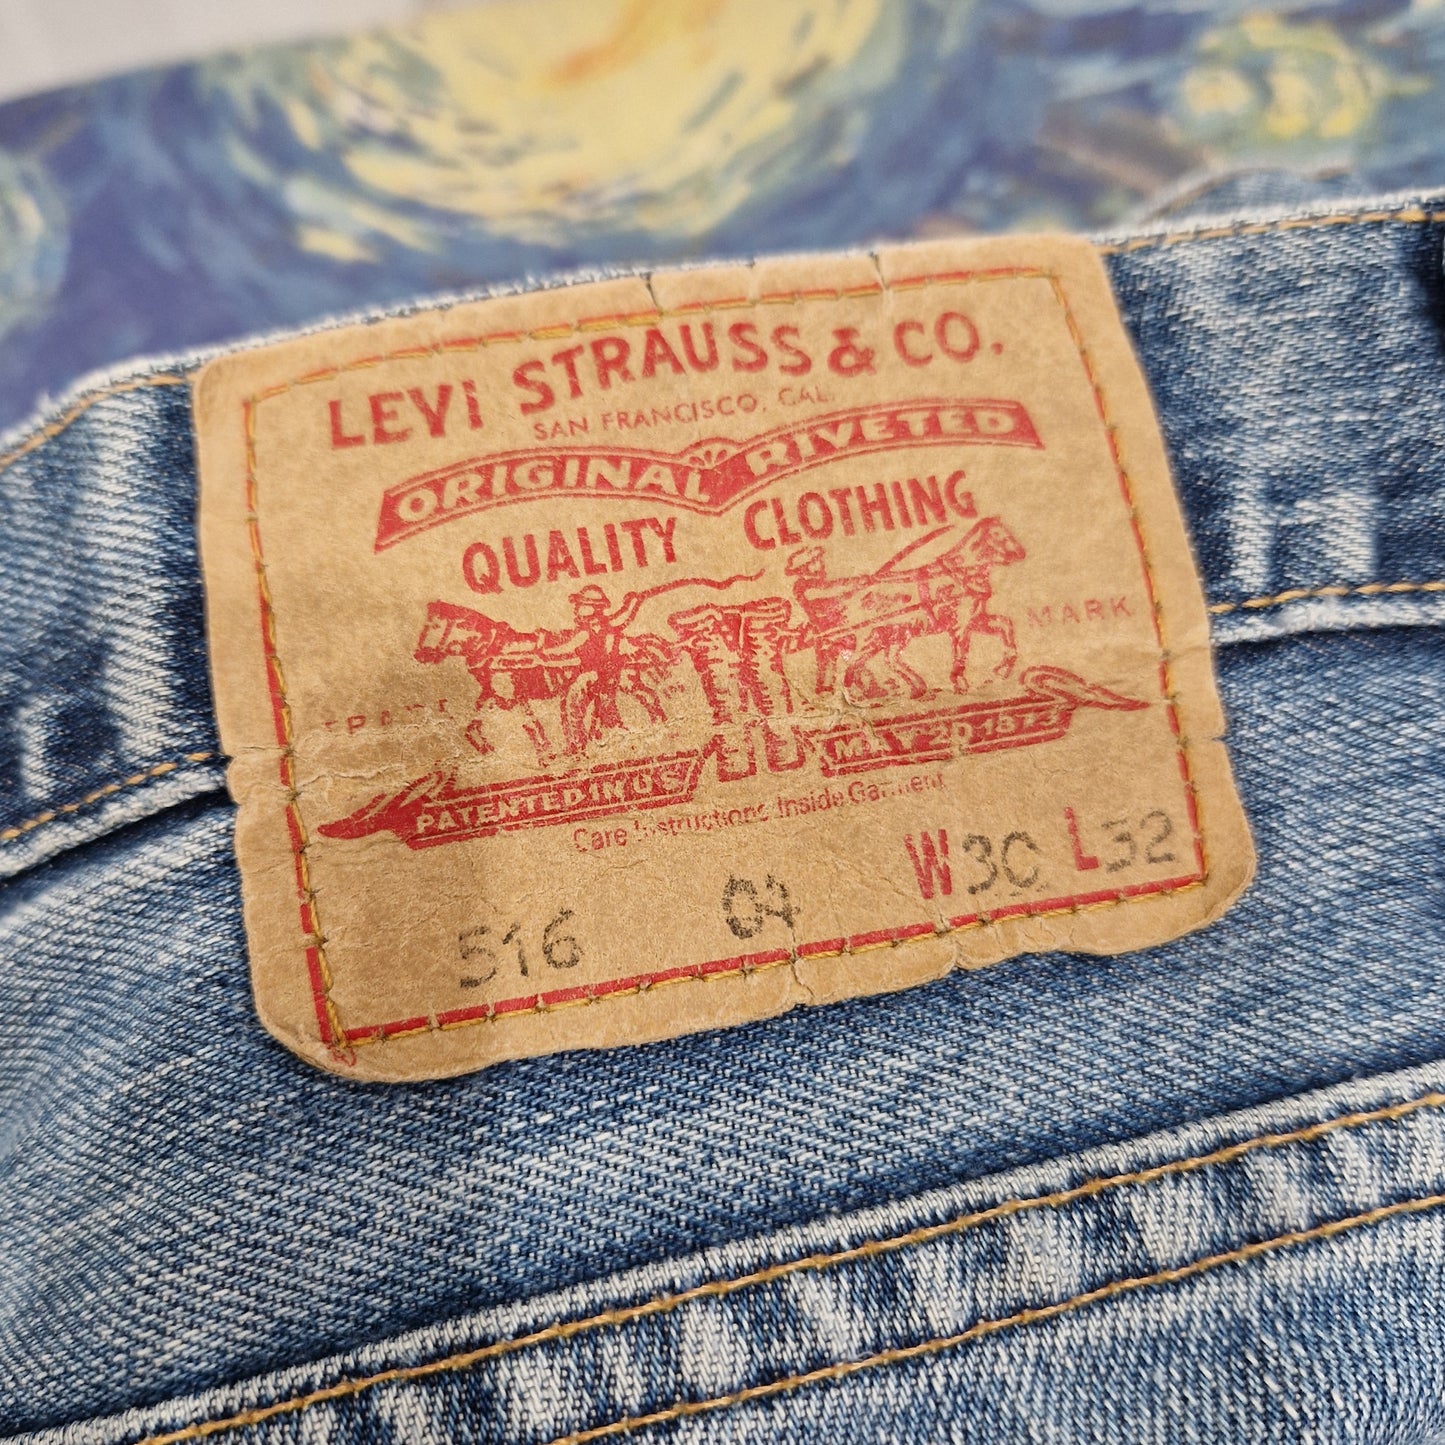 LEVI STRAUSS & CO.
SAN FRANCISCO, CAL.
ORIGINAL RIVETED
QUALITY CLOTHING
TRADE MARK
PATENTED IN U S MAY 20 1873
Care Instructions Inside Garment
516 04 W30 L32
®